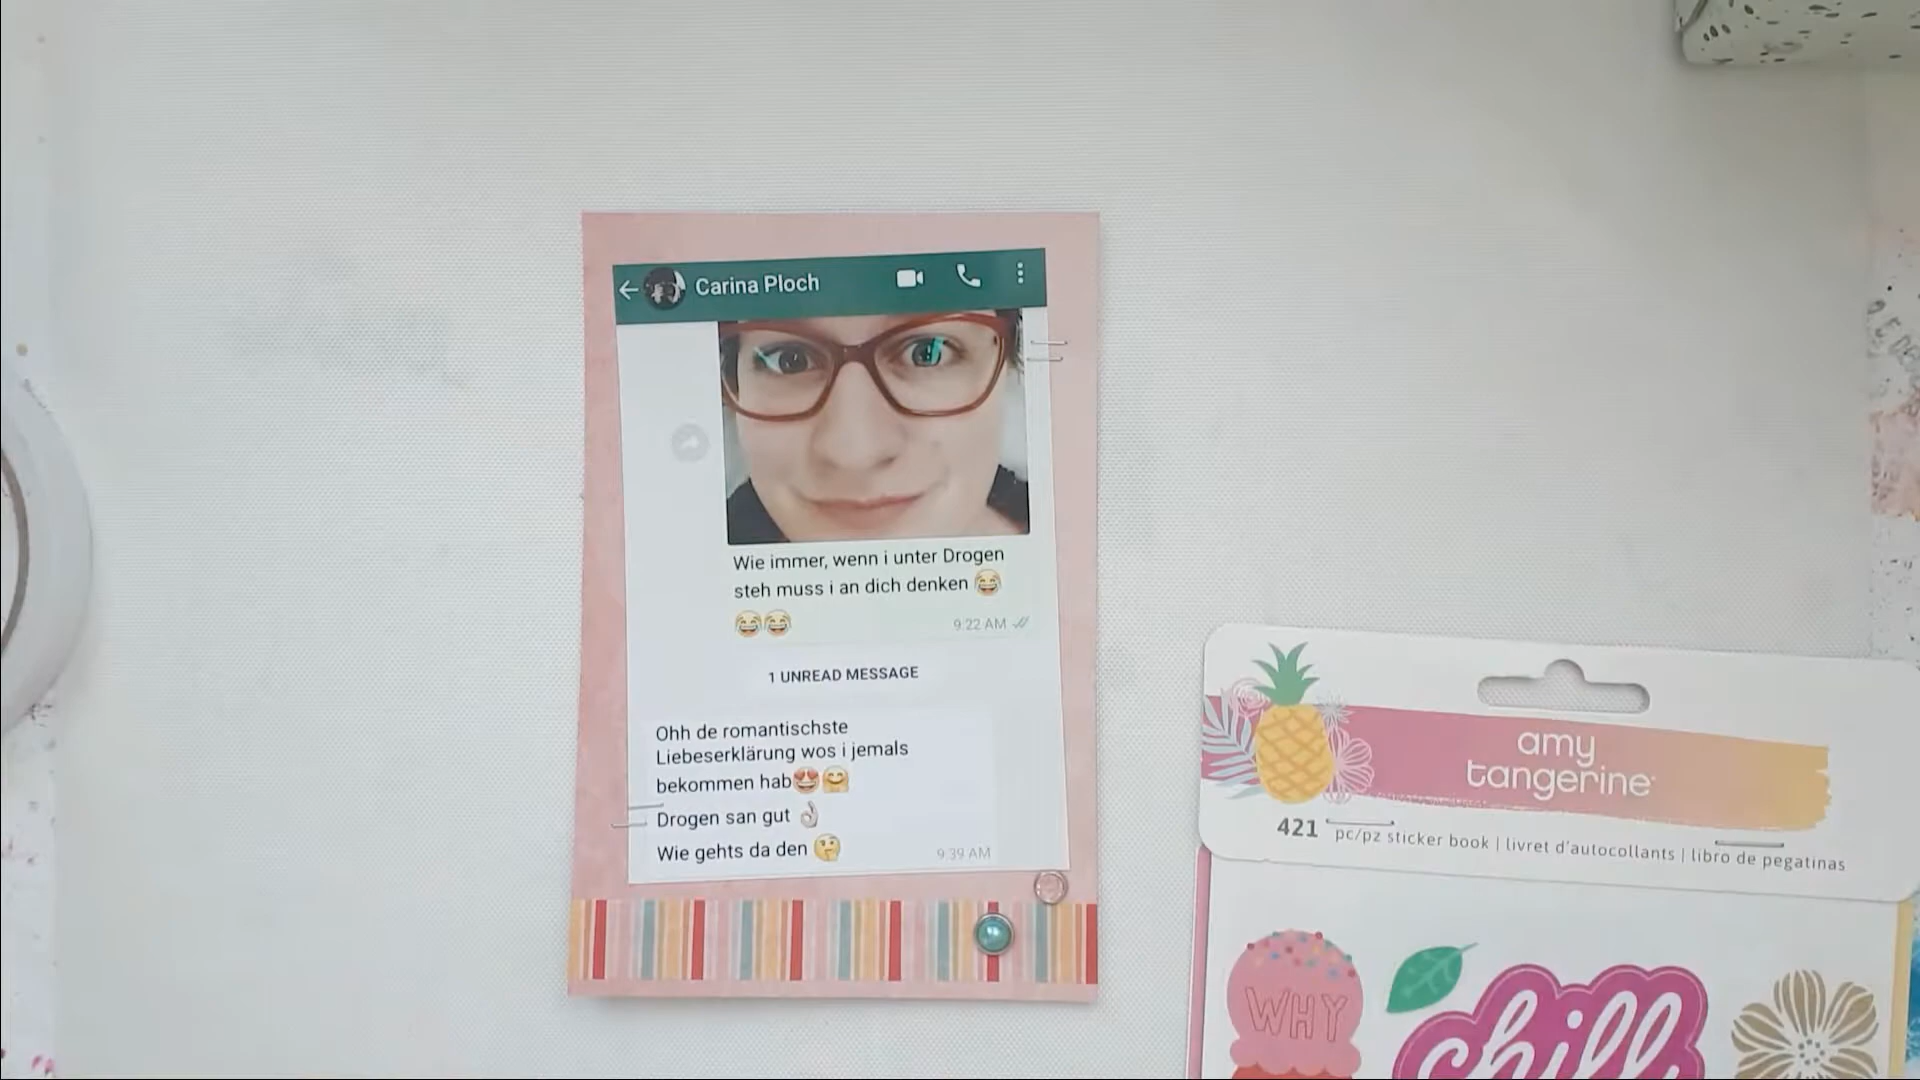 Carina Ploch
Wie immer, wenn i unter Drogen
steh muss i an dich denken 😂
😂😂
9:22 AM
1 UNREAD MESSAGE
Ohh de romantischste
Liebeserklärung wos i jemals
bekommen hab😍🤗
Drogen san gut 👌
Wie gehts da den 🤔
9:39 AM
amy
tangerine
421 pc/pz sticker book | livret d'autocollants | libro de pegatinas
WHY
chill